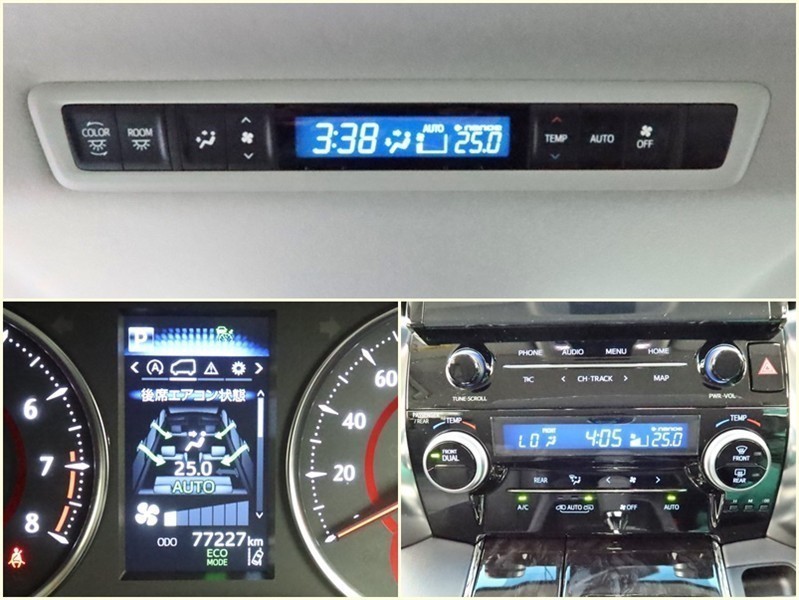 COLOR ROOM 3:38 AUTO nanoe 25.0 TEMP AUTO OFF
P
後席エアコン状態
25.0
AUTO
ODO 77227 km
ECO
MODE
6
7
8
60
40
20
PHONE AUDIO MENU HOME
TUNE·SCROLL T/C < CH·TRACK > MAP PWR·VOL
PASSENGER
/REAR
TEMP LO FRONT 4:05 nanoe 25.0 TEMP
FRONT
DUAL
FRONT
REAR
REAR
A/C AUTO OFF AUTO